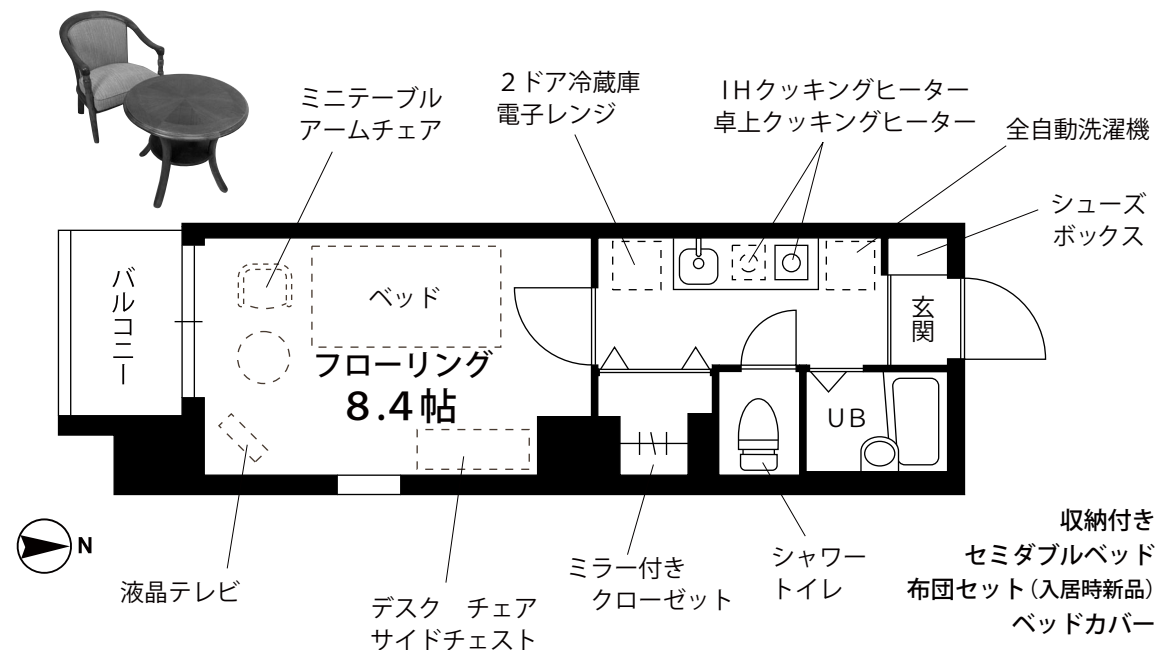 ミニテーブル
アームチェア
２ドア冷蔵庫
電子レンジ
IHクッキングヒーター
卓上クッキングヒーター
全自動洗濯機
シューズ
ボックス
バルコニー
ベッド
フローリング
8.4帖
玄関
UB
N
液晶テレビ
デスク　チェア
サイドチェスト
ミラー付き
クローゼット
シャワー
トイレ
収納付き
セミダブルベッド
布団セット（入居時新品）
ベッドカバー